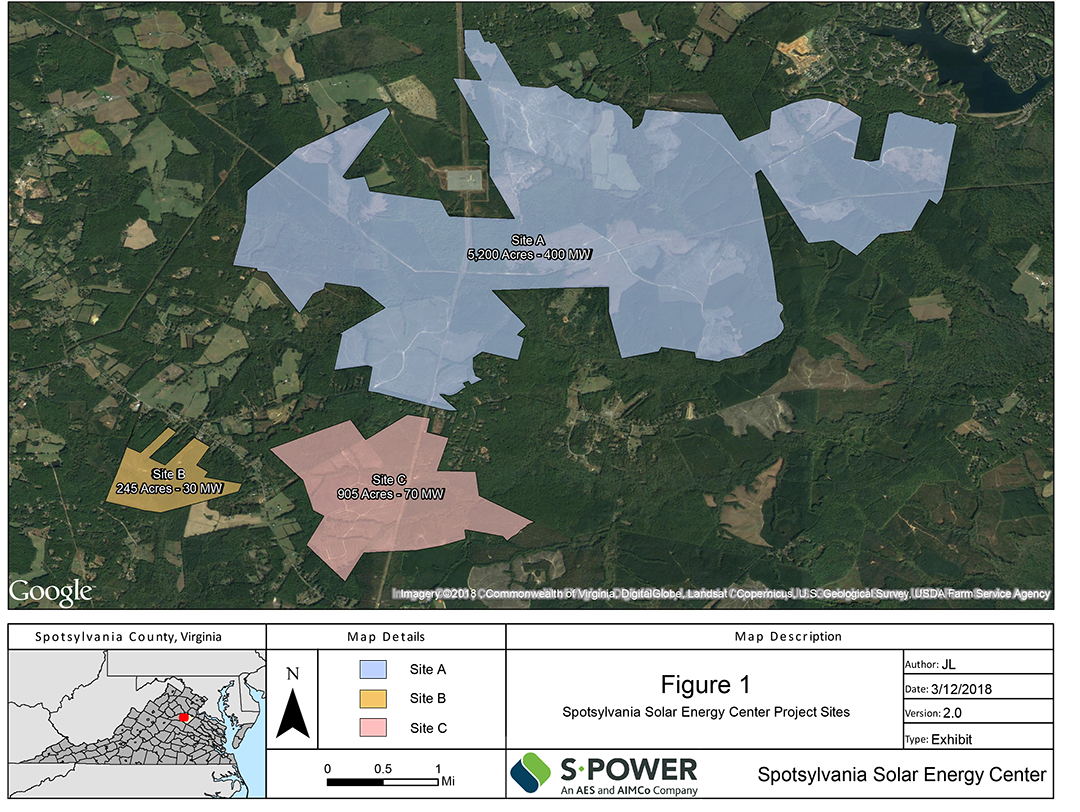 Site A
5,200 Acres - 400 MW
Site B
245 Acres - 30 MW
Site C
905 Acres - 70 MW
Google
Imagery ©2018 Commonwealth of Virginia, DigitalGlobe, Landsat / Copernicus, U.S. Geological Survey, USDA Farm Service Agency
Spotsylvania County, Virginia
Map Details
Map Description
N
Site A
Site B
Site C
0 0.5 1
Mi
Figure 1
Spotsylvania Solar Energy Center Project Sites
Author: JL
Date: 3/12/2018
Version: 2.0
Type: Exhibit
S•POWER
An AES and AIMCo Company
Spotsylvania Solar Energy Center